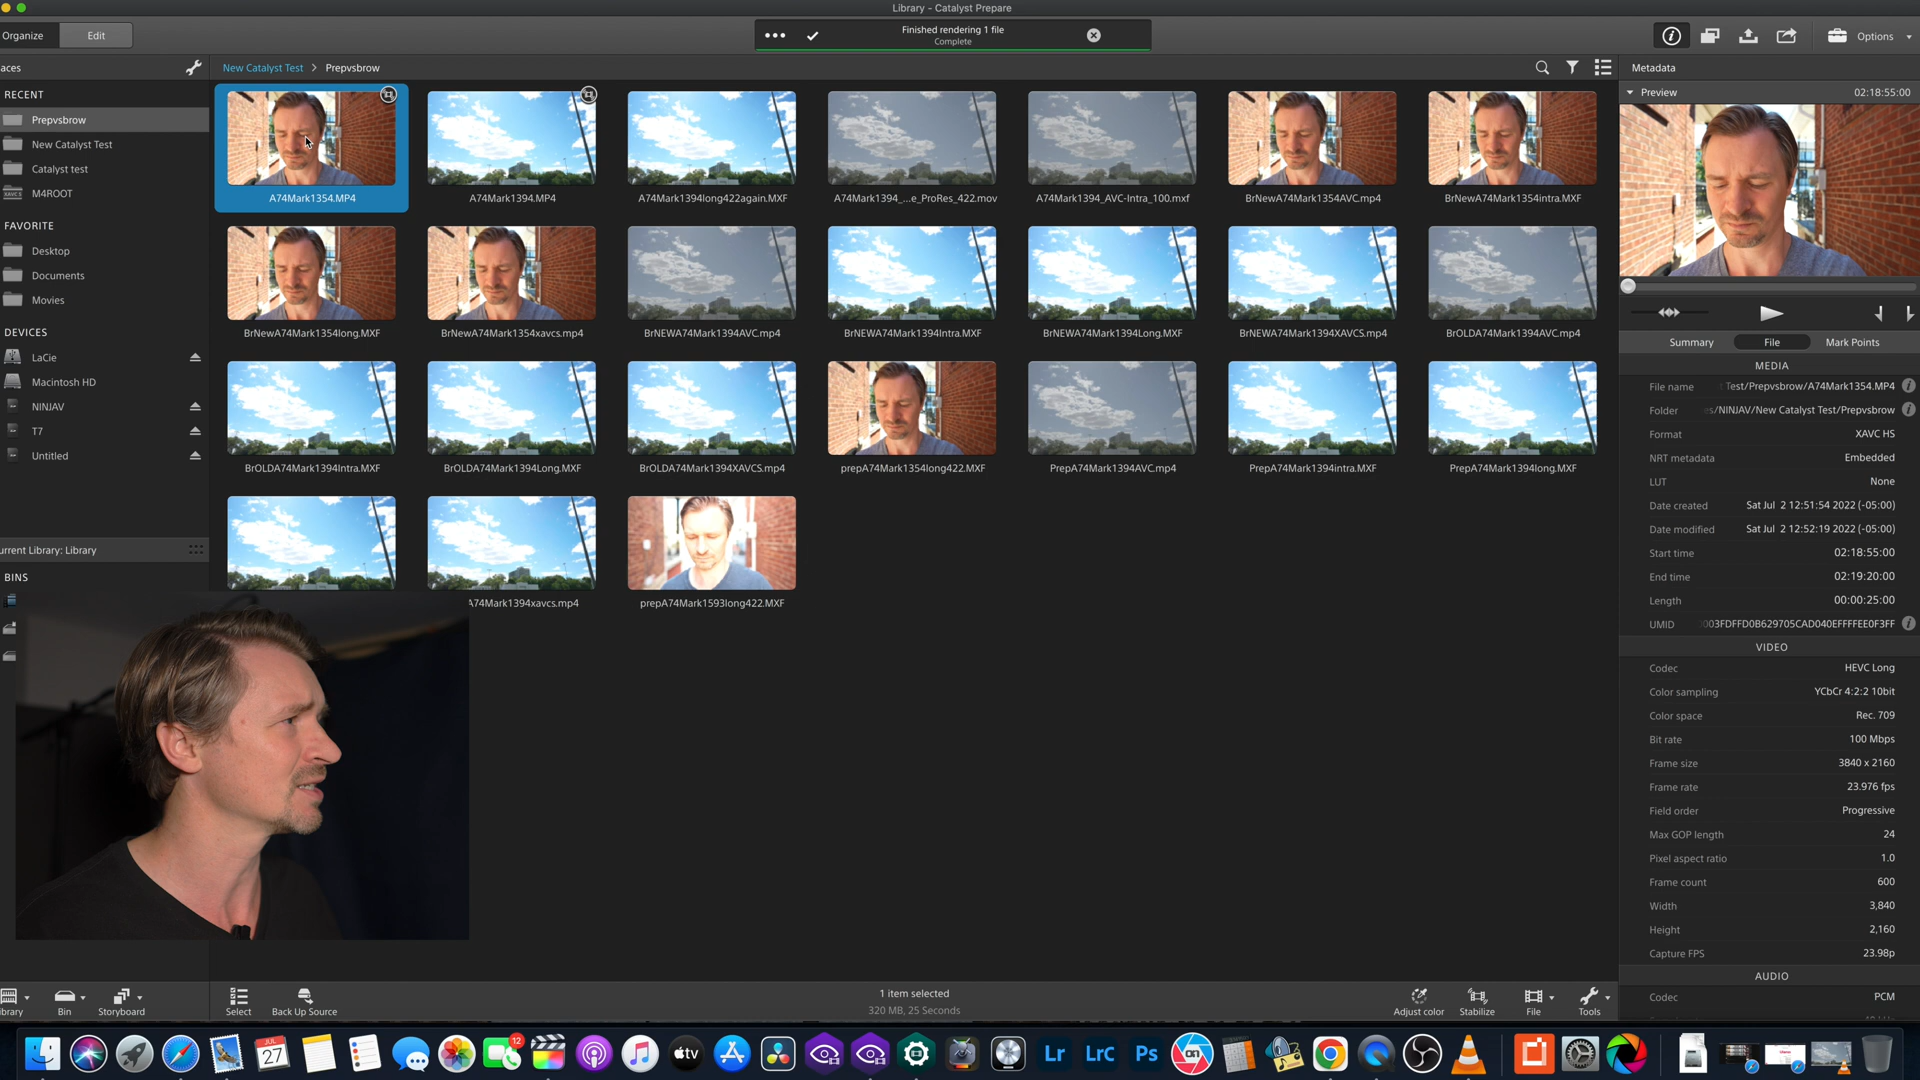 Library - Catalyst Prepare
Organize
Edit
Finished rendering 1 file
Complete
Options
aces
New Catalyst Test > Prepvsbrow
Metadata
RECENT
Prepvsbrow
New Catalyst Test
Catalyst test
M4ROOT
FAVORITE
Desktop
Documents
Movies
DEVICES
LaCie
Macintosh HD
NINJAV
T7
Untitled
urrent Library: Library
BINS
A74Mark1354.MP4
A74Mark1394.MP4
A74Mark1394long422again.MXF
A74Mark1394_...e_ProRes_422.mov
A74Mark1394_AVC-Intra_100.mxf
BrNewA74Mark1354AVC.mp4
BrNewA74Mark1354intra.MXF
BrNewA74Mark1354long.MXF
BrNewA74Mark1354xavcs.mp4
BrNEWA74Mark1394AVC.mp4
BrNEWA74Mark1394Intra.MXF
BrNEWA74Mark1394Long.MXF
BrNEWA74Mark1394XAVCS.mp4
BrOLDA74Mark1394AVC.mp4
BrOLDA74Mark1394Intra.MXF
BrOLDA74Mark1394Long.MXF
BrOLDA74Mark1394XAVCS.mp4
prepA74Mark1354long422.MXF
PrepA74Mark1394AVC.mp4
PrepA74Mark1394intra.MXF
PrepA74Mark1394long.MXF
A74Mark1394xavcs.mp4
prepA74Mark1593long422.MXF
Preview
02:18:55:00
Summary
File
Mark Points
MEDIA
File name Test/Prepvsbrow/A74Mark1354.MP4
Folder es/NINJAV/New Catalyst Test/Prepvsbrow
Format XAVC HS
NRT metadata Embedded
LUT None
Date created Sat Jul 2 12:51:54 2022 (-05:00)
Date modified Sat Jul 2 12:52:19 2022 (-05:00)
Start time 02:18:55:00
End time 02:19:20:00
Length 00:00:25:00
UMID 003FDFFD0B629705CAD040EFFFFEE0F3FF
VIDEO
Codec HEVC Long
Color sampling YCbCr 4:2:2 10bit
Color space Rec. 709
Bit rate 100 Mbps
Frame size 3840 x 2160
Frame rate 23.976 fps
Field order Progressive
Max GOP length 24
Pixel aspect ratio 1.0
Frame count 600
Width 3,840
Height 2,160
Capture FPS 23.98p
AUDIO
Codec PCM
ibrary
Bin
Storyboard
Select
Back Up Source
1 item selected
320 MB, 25 Seconds
Adjust color
Stabilize
File
Tools
JUL
27
12
tv
Lr
LrC
Ps